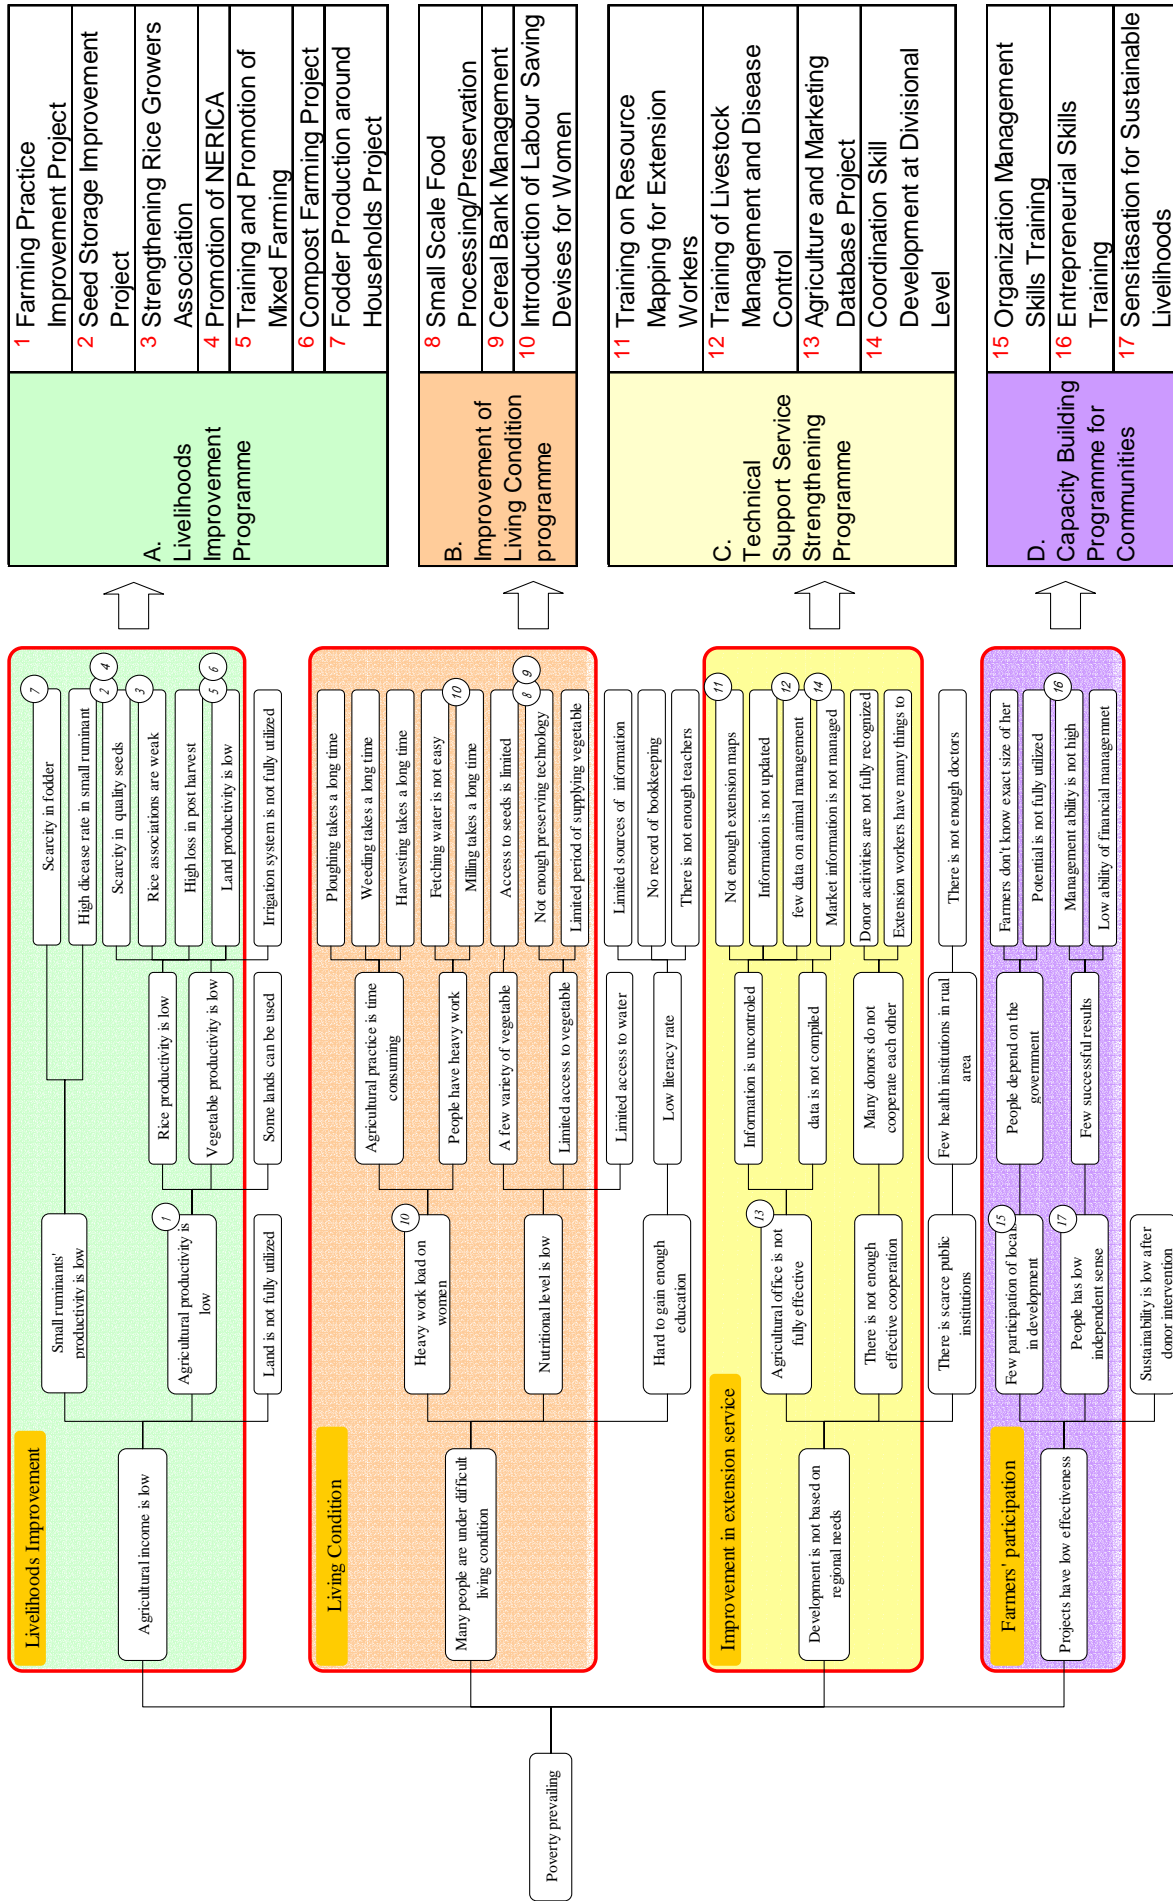 Poverty prevailing
Livelihoods Improvement
Agricultural income is low
Small ruminants'
productivity is low
1
Agricultural productivity is
low
Land is not fully utilized
Rice productivity is low
Vegetable productivity is low
Some lands can be used
7
Scarcity in fodder
High dicease rate in small ruminant
2
4
Scarcity in quality seeds
3
Rice associations are weak
High loss in post harvest
5
6
Land productivity is low
Irrigation system is not fully utilized
Living Condition
Many people are under difficult
living condition
10
Heavy work load on
women
Nutritional level is low
Hard to gain enough
education
Agricultural practice is time
consuming
People have heavy work
A few variety of vegetable
Limited access to vegetable
Limited access to water
Low literacy rate
Ploughing takes a long time
Weeding takes a long time
Harvesting takes a long time
Fetching water is not easy
10
Milling takes a long time
Access to seeds is limited
8
9
Not enough preserving technology
Limited period of supplying vegetable
Limited sources of information
No record of bookkeeping
There is not enough teachers
Improvement in extension service
Development is not based on
regional needs
13
Agricultural office is not
fully effective
There is not enough
effective cooperation
There is scarce public
institutions
Information is uncontroled
data is not compiled
Many donors do not
cooperate each other
Few health institutions in rual
area
11
Not enough extension maps
Information is not updated
12
few data on animal management
14
Market information is not managed
Donor acitivities are not fully recognized
Extension workers have many things to
There is not enough doctors
Farmers' participation
Projects have low effectiveness
15
Few participation of locals
in development
17
People has low
independent sense
Sustainability is low after
donor intervention
People depend on the
government
Few successful results
Farmers don't know exact size of her
Potential is not fully utilized
16
Management ability is not high
Low ability of financial managemnet
A.
Livelihoods
Improvement
Programme
1 Farming Practice
Improvement Project
2 Seed Storage Improvement
Project
3 Strengthening Rice Growers
Association
4 Promotion of NERICA
5 Training and Promotion of
Mixed Farming
6 Compost Farming Project
7 Fodder Production around
Households Project
B.
Improvement of
Living Condition
programme
8 Small Scale Food
Processing/Preservation
9 Cereal Bank Management
10 Introduction of Labour Saving
Devises for Women
C.
Technical
Support Service
Strengthening
Programme
11 Training on Resource
Mapping for Extension
Workers
12 Training of Livestock
Management and Disease
Control
13 Agriculture and Marketing
Database Project
14 Coordination Skill
Development at Divisional
Level
D.
Capacity Building
Programme for
Communities
15 Organization Management
Skills Training
16 Entrepreneurial Skills
Training
17 Sensitasation for Sustainable
Livelihoods